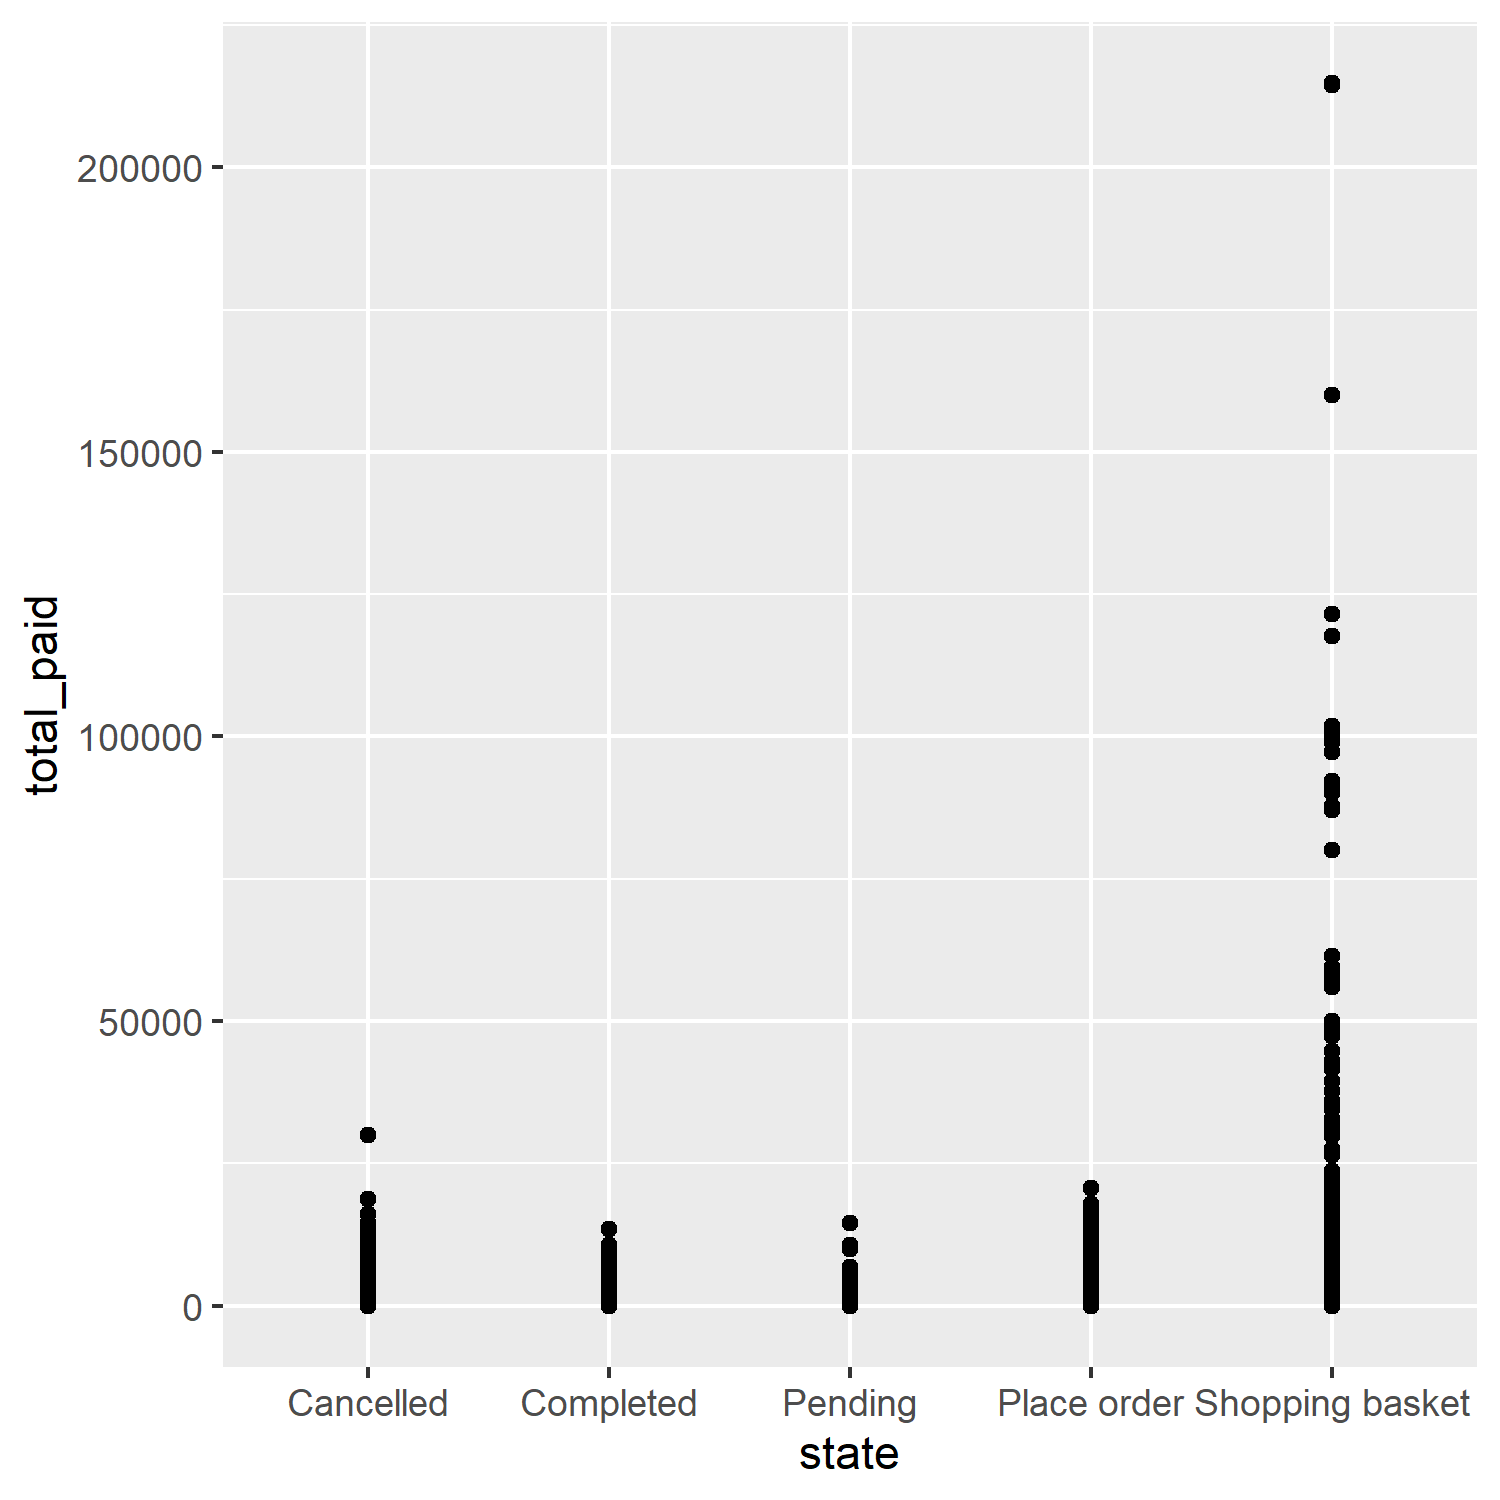 total_paid
200000
150000
100000
50000
0
Cancelled Completed Pending Place order Shopping basket
state